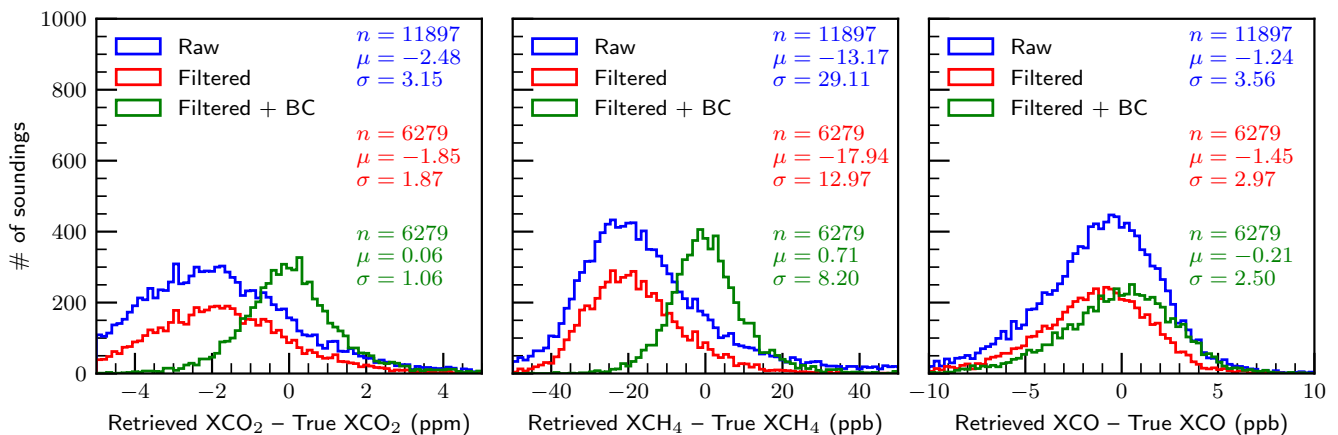 # of soundings
1000
800
600
400
200
0
Raw
Filtered
Filtered + BC
n = 11897
μ = −2.48
σ = 3.15
n = 6279
μ = −1.85
σ = 1.87
n = 6279
μ = 0.06
σ = 1.06
−4 −2 0 2 4
Retrieved XCO₂ – True XCO₂ (ppm)
Raw
Filtered
Filtered + BC
n = 11897
μ = −13.17
σ = 29.11
n = 6279
μ = −17.94
σ = 12.97
n = 6279
μ = 0.71
σ = 8.20
−40 −20 0 20 40
Retrieved XCH₄ – True XCH₄ (ppb)
Raw
Filtered
Filtered + BC
n = 11897
μ = −1.24
σ = 3.56
n = 6279
μ = −1.45
σ = 2.97
n = 6279
μ = −0.21
σ = 2.50
−10 −5 0 5 10
Retrieved XCO – True XCO (ppb)